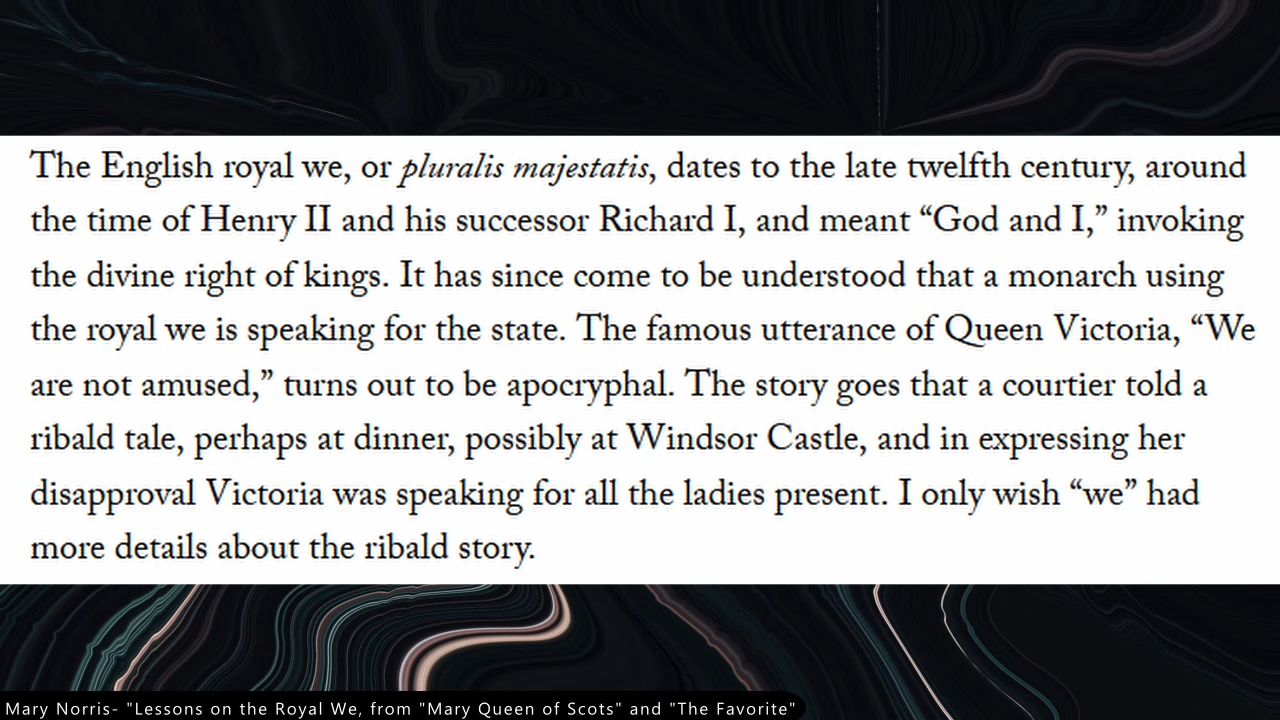 The English royal we, or pluralis majestatis, dates to the late twelfth century, around
the time of Henry II and his successor Richard I, and meant “God and I,” invoking
the divine right of kings. It has since come to be understood that a monarch using
the royal we is speaking for the state. The famous utterance of Queen Victoria, “We
are not amused,” turns out to be apocryphal. The story goes that a courtier told a
ribald tale, perhaps at dinner, possibly at Windsor Castle, and in expressing her
disapproval Victoria was speaking for all the ladies present. I only wish “we” had
more details about the ribald story.
Mary Norris- "Lessons on the Royal We, from "Mary Queen of Scots" and "The Favorite"